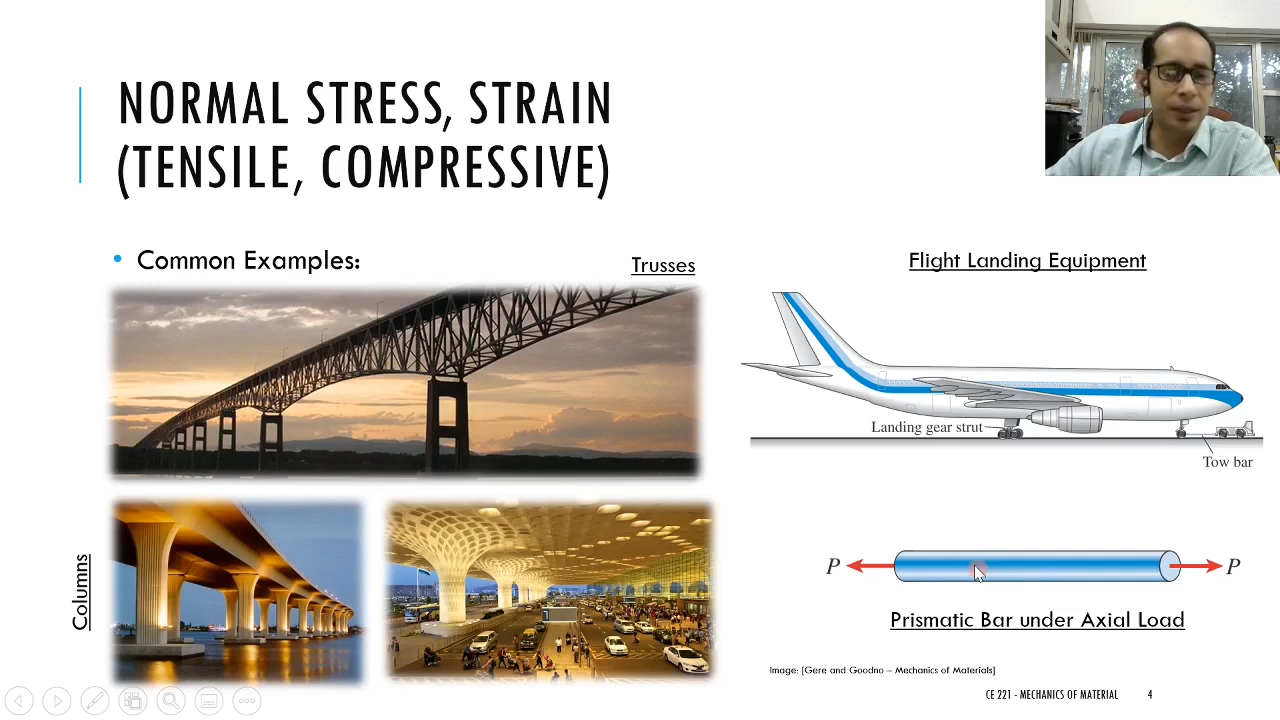 NORMAL STRESS, STRAIN
(TENSILE, COMPRESSIVE)
• Common Examples:
Trusses
Flight Landing Equipment
Landing gear strut
Tow bar
Columns
P
P
Prismatic Bar under Axial Load
Image: [Gere and Goodno – Mechanics of Materials]
CE 221 - MECHANICS OF MATERIAL
4